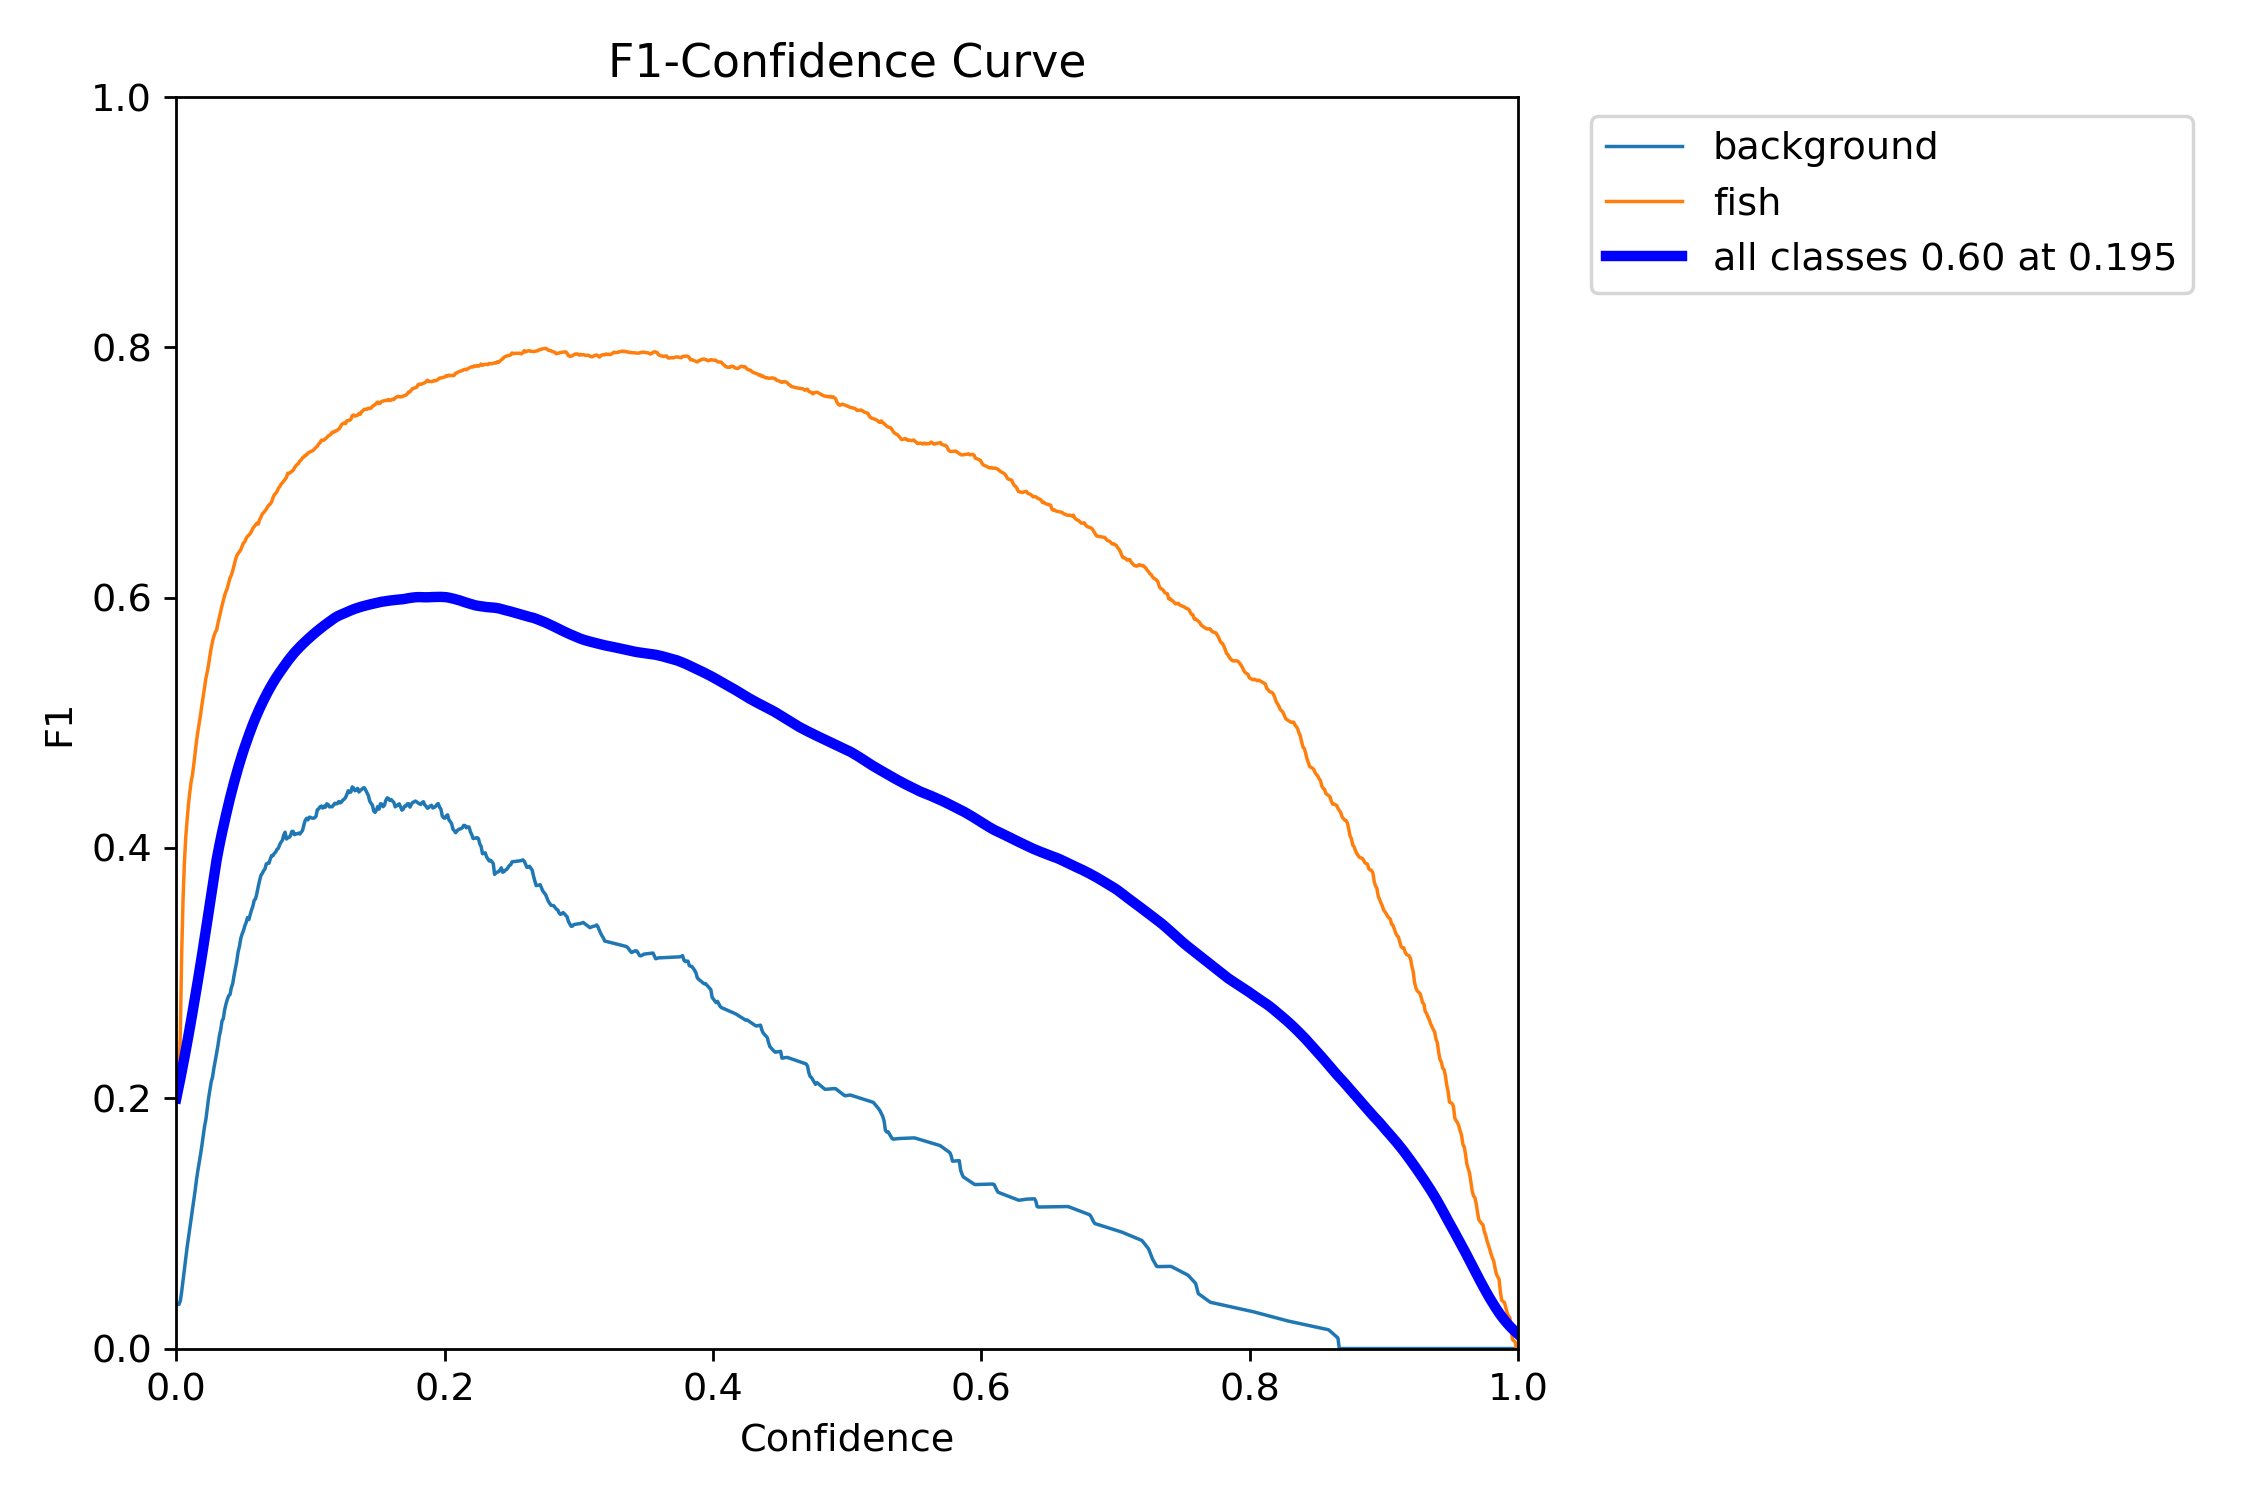 F1-Confidence Curve
1.0
0.8
0.6
0.4
0.2
0.0
F1
0.0 0.2 0.4 0.6 0.8 1.0
Confidence
background
fish
all classes 0.60 at 0.195